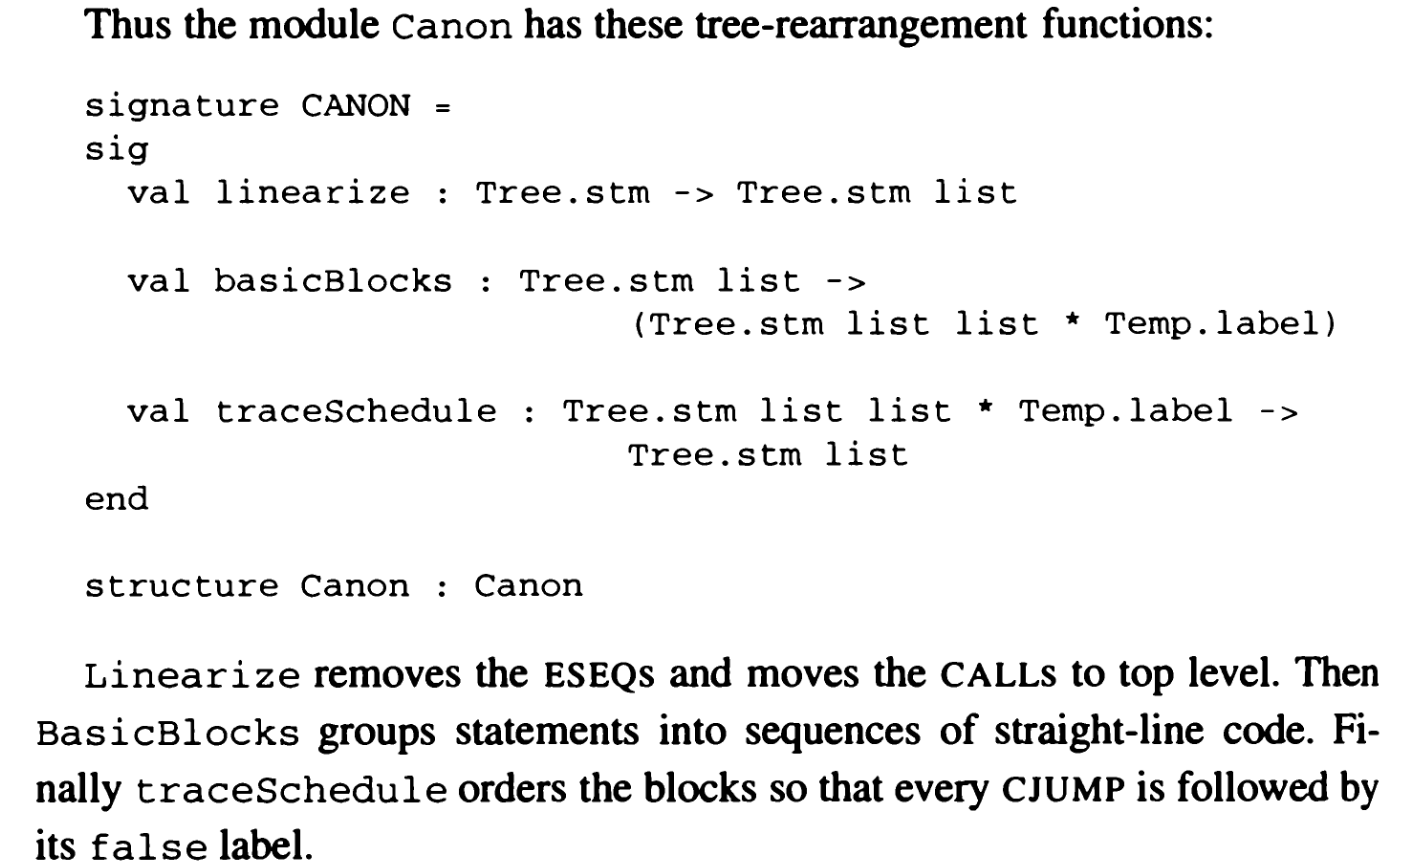 Thus the module Canon has these tree-rearrangement functions:
signature CANON =
sig
val linearize : Tree.stm -> Tree.stm list
val basicBlocks : Tree.stm list ->
(Tree.stm list list * Temp.label)
val traceSchedule : Tree.stm list list * Temp.label ->
Tree.stm list
end
structure Canon : Canon
Linearize removes the ESEQs and moves the CALLs to top level. Then
BasicBlocks groups statements into sequences of straight-line code. Fi-
nally traceSchedule orders the blocks so that every CJUMP is followed by
its false label.